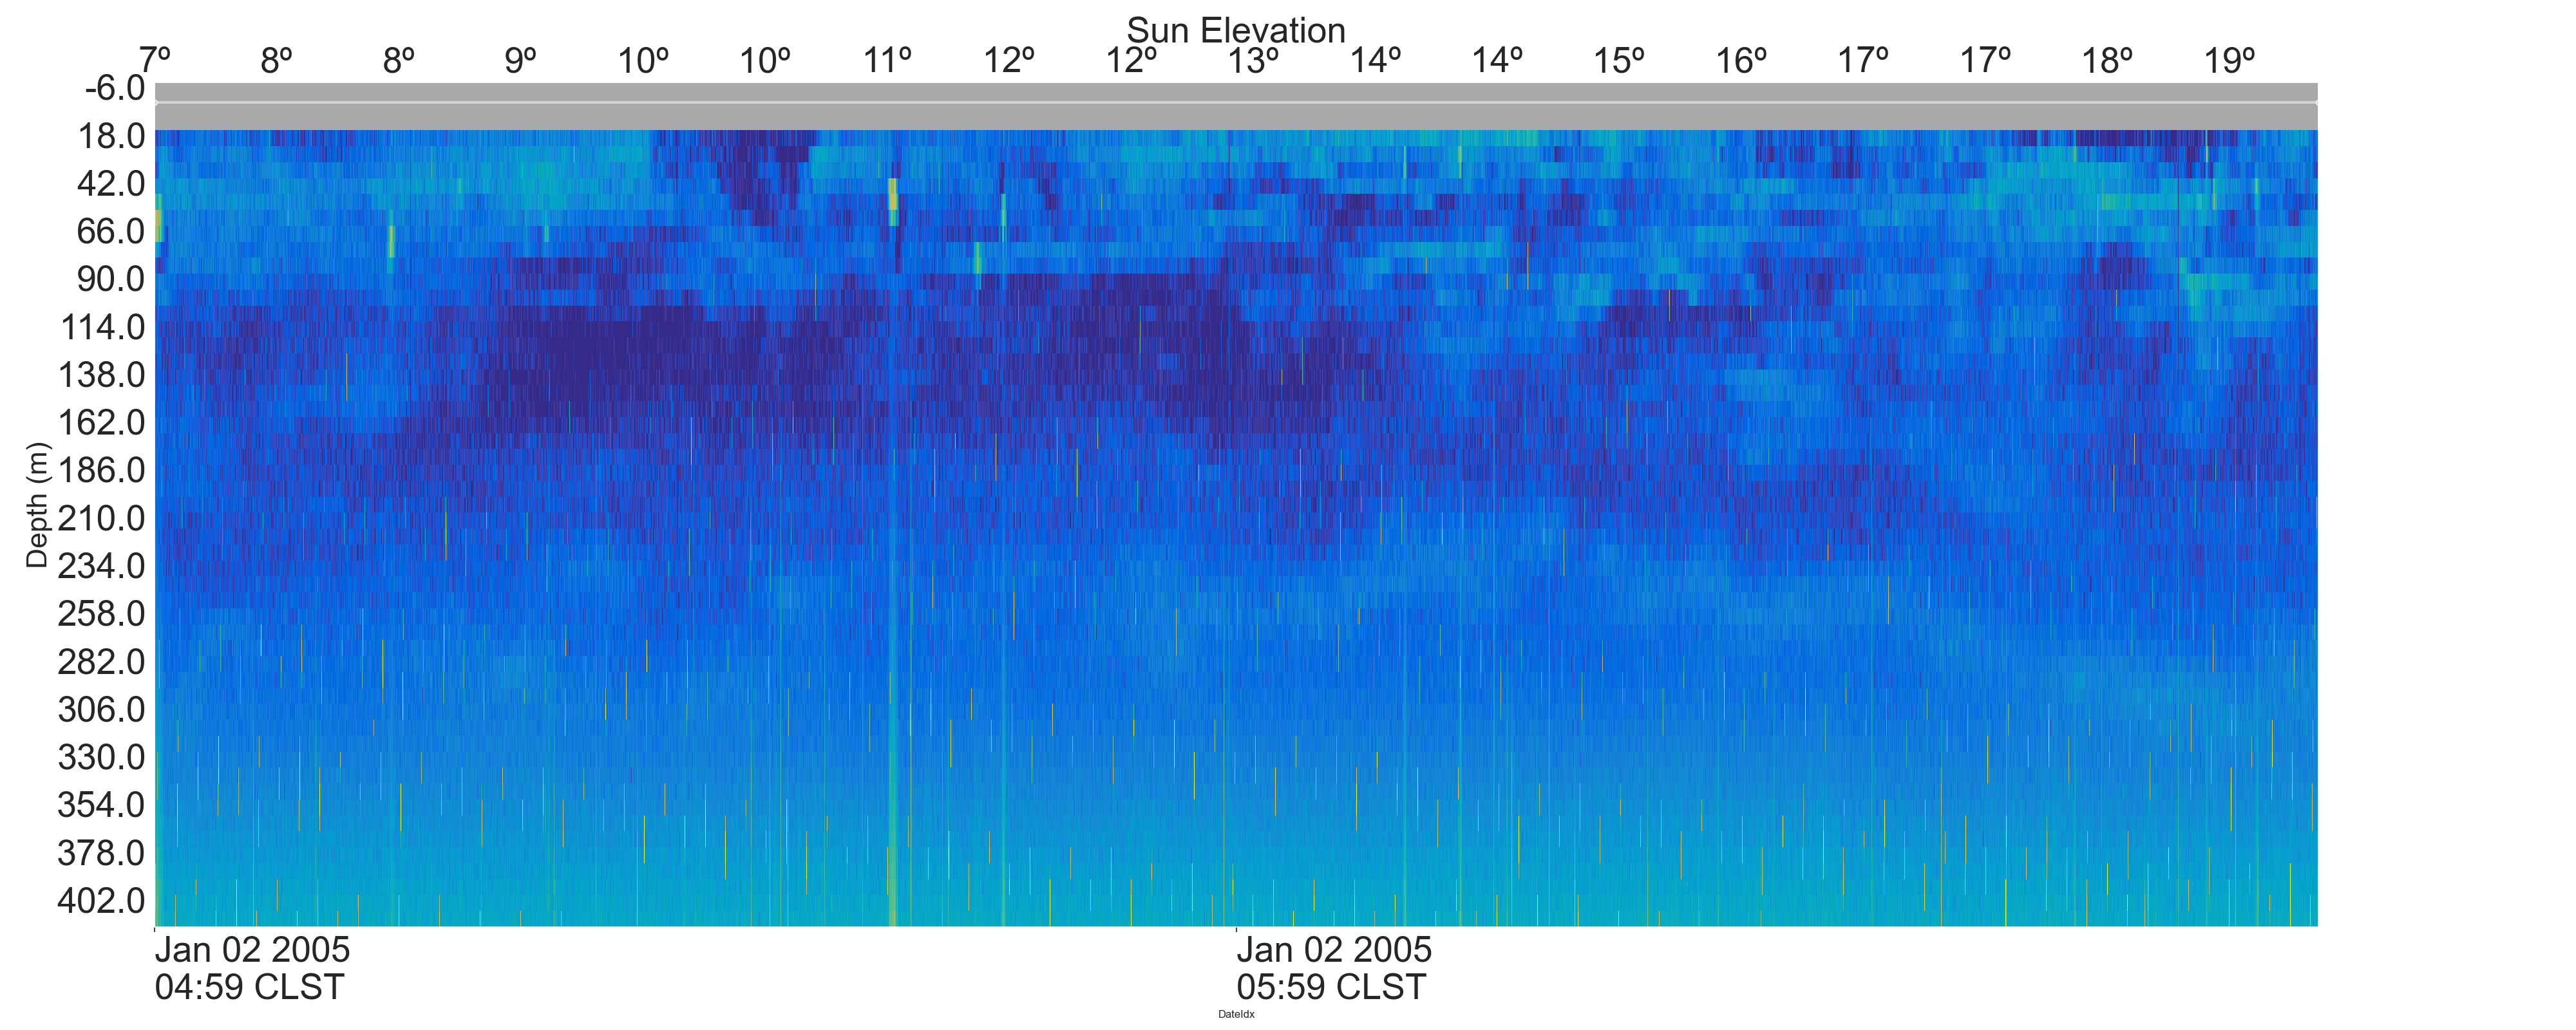 Sun Elevation
7º 8º 8º 9º 10º 10º 11º 12º 12º 13º 14º 14º 15º 16º 17º 17º 18º 19º
-6.0
18.0
42.0
66.0
90.0
114.0
138.0
162.0
186.0
210.0
234.0
258.0
282.0
306.0
330.0
354.0
378.0
402.0
Depth (m)
Jan 02 2005
04:59 CLST
Jan 02 2005
05:59 CLST
DateIdx